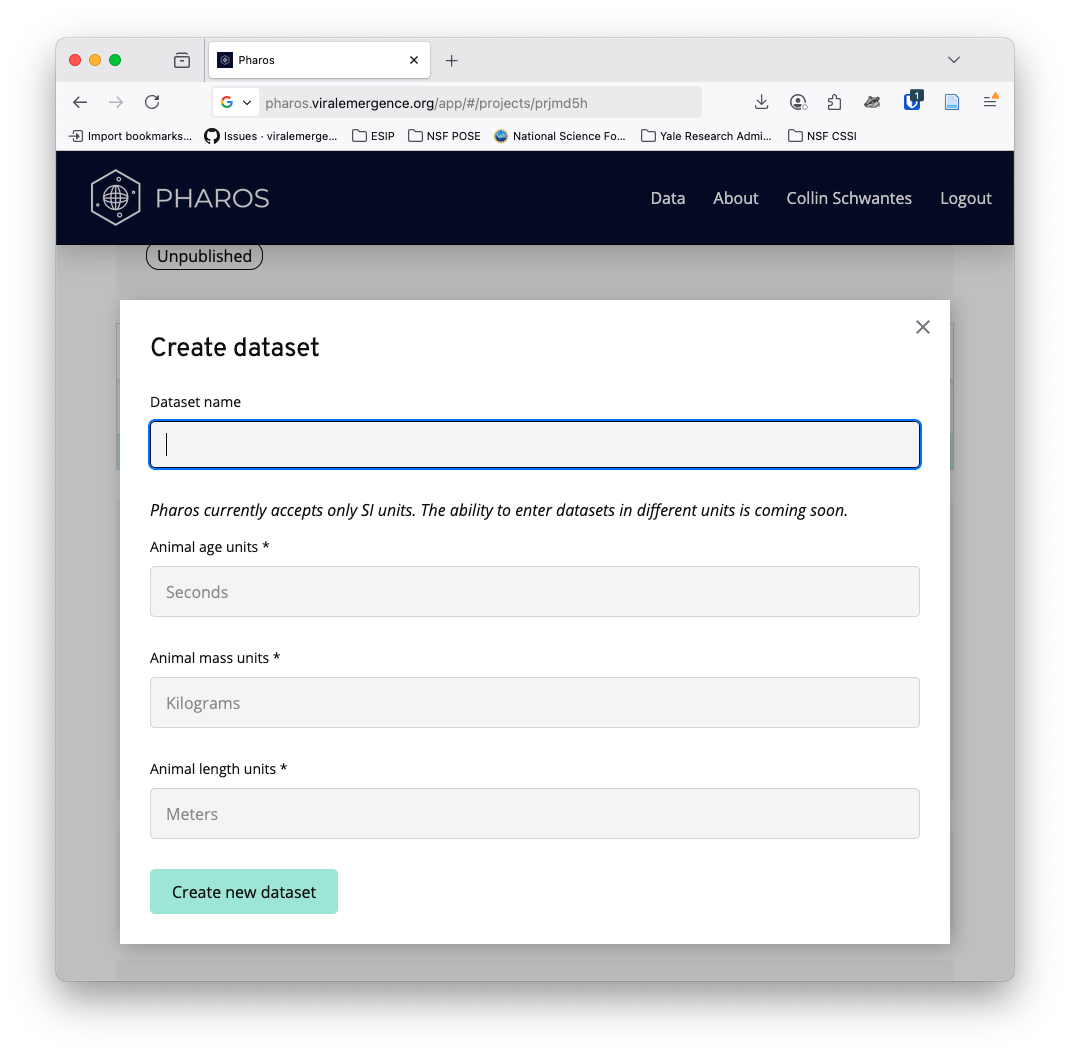 Pharos
pharos.viralemergence.org/app/#/projects/prjmd5h
1
Import bookmarks... Issues · viralemerge... ESIP NSF POSE National Science Fo... Yale Research Admi... NSF CSSI
PHAROS Data About Collin Schwantes Logout
Unpublished
Create dataset
Dataset name
Pharos currently accepts only SI units. The ability to enter datasets in different units is coming soon.
Animal age units *
Seconds
Animal mass units *
Kilograms
Animal length units *
Meters
Create new dataset